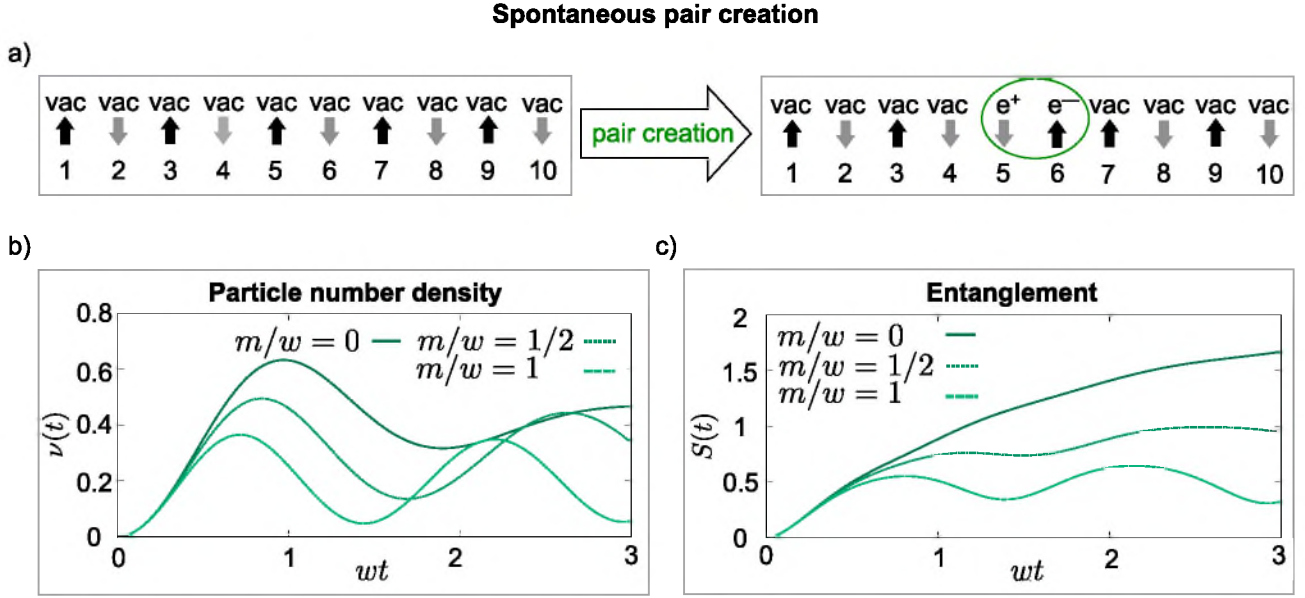 Spontaneous pair creation
a)
vac vac vac vac vac vac vac vac vac vac
1 2 3 4 5 6 7 8 9 10
pair creation
vac vac vac vac e⁺ e⁻ vac vac vac vac
1 2 3 4 5 6 7 8 9 10
b)
Particle number density
m/w = 0
m/w = 1/2
m/w = 1
0.8
0.6
0.4
0.2
0
ν(t)
0 1 2 3
wt
c)
Entanglement
m/w = 0
m/w = 1/2
m/w = 1
2
1.5
1
0.5
0
S(t)
0 1 2 3
wt